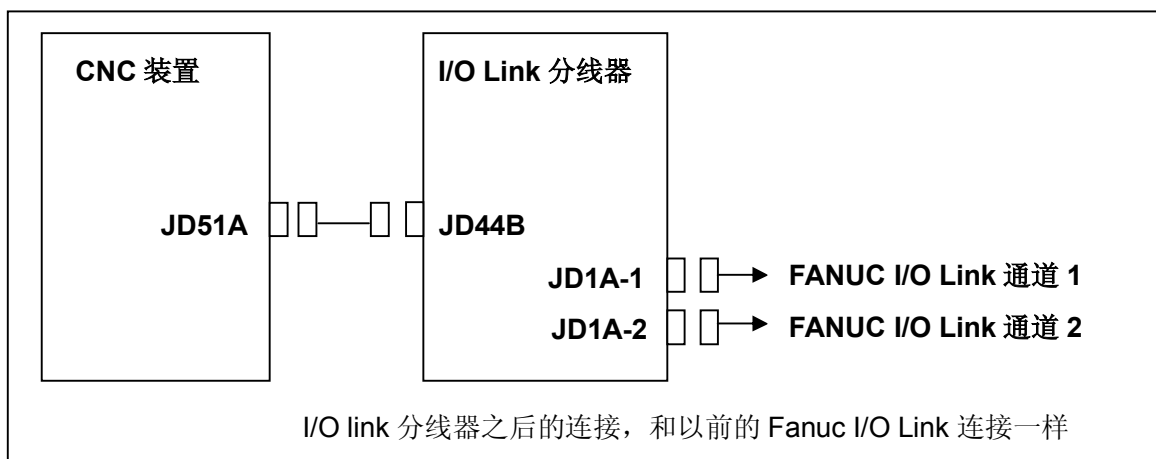 CNC 装置
I/O Link 分线器
JD51A
JD44B
JD1A-1
FANUC I/O Link 通道 1
JD1A-2
FANUC I/O Link 通道 2
I/O link 分线器之后的连接，和以前的 Fanuc I/O Link 连接一样